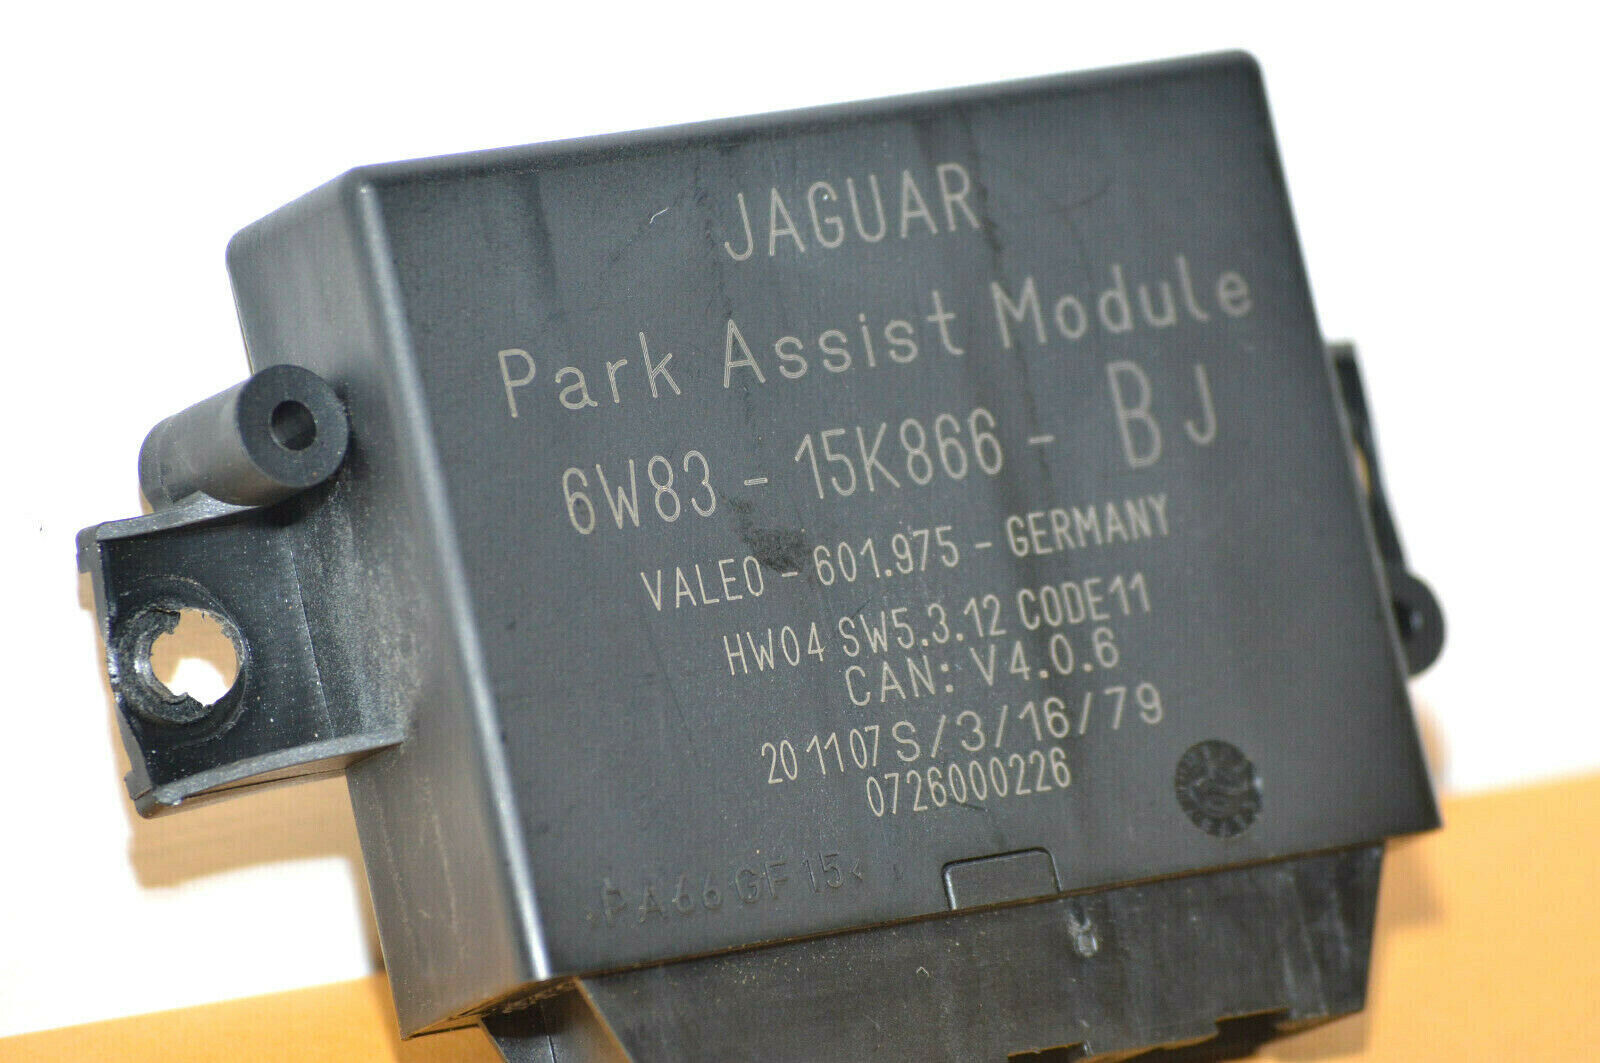 JAGUAR
Park Assist Module
6W83 - 15K866 - BJ
VALEO - 601.975 - GERMANY
HW04 SW5.3.12 CODE11
CAN: V4.0.6
201107S/3/16/79
0726000226
>PA66GF15<